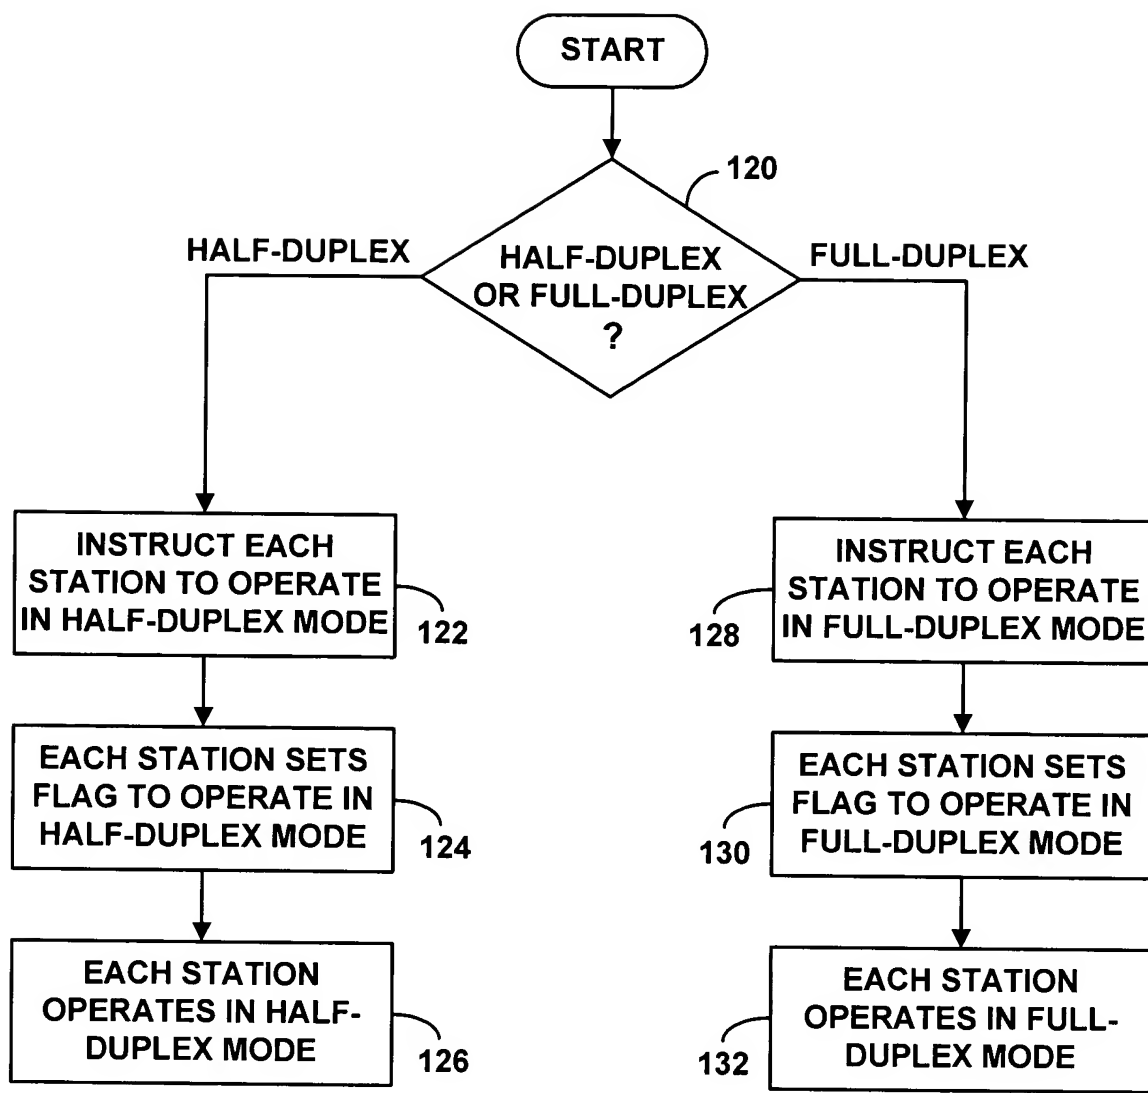 START
120
HALF-DUPLEX
HALF-DUPLEX
OR FULL-DUPLEX
?
FULL-DUPLEX
INSTRUCT EACH
STATION TO OPERATE
IN HALF-DUPLEX MODE
122
EACH STATION SETS
FLAG TO OPERATE IN
HALF-DUPLEX MODE
124
EACH STATION
OPERATES IN HALF-
DUPLEX MODE
126
INSTRUCT EACH
STATION TO OPERATE
IN FULL-DUPLEX MODE
128
EACH STATION SETS
FLAG TO OPERATE IN
FULL-DUPLEX MODE
130
EACH STATION
OPERATES IN FULL-
DUPLEX MODE
132